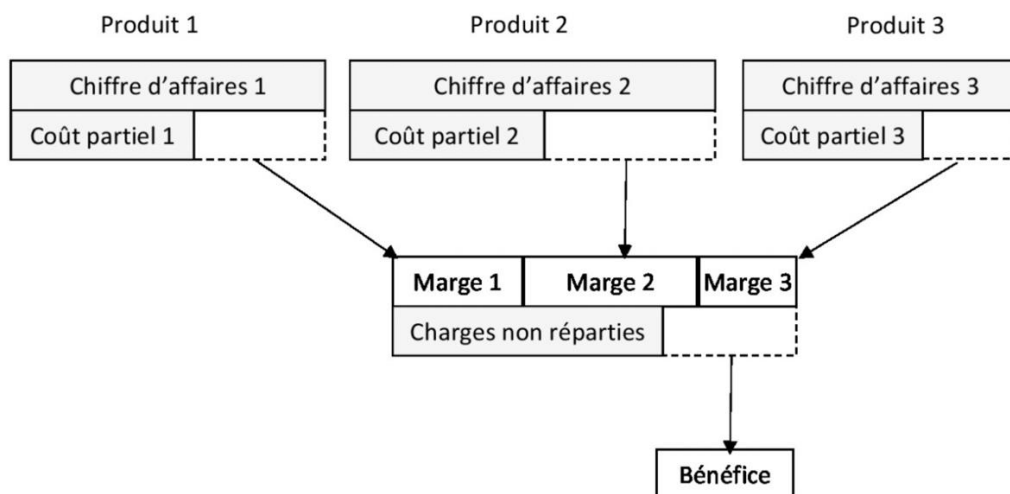 Produit 1
Produit 2
Produit 3
Chiffre d'affaires 1
Chiffre d'affaires 2
Chiffre d'affaires 3
Coût partiel 1
Coût partiel 2
Coût partiel 3
Marge 1
Marge 2
Marge 3
Charges non réparties
Bénéfice